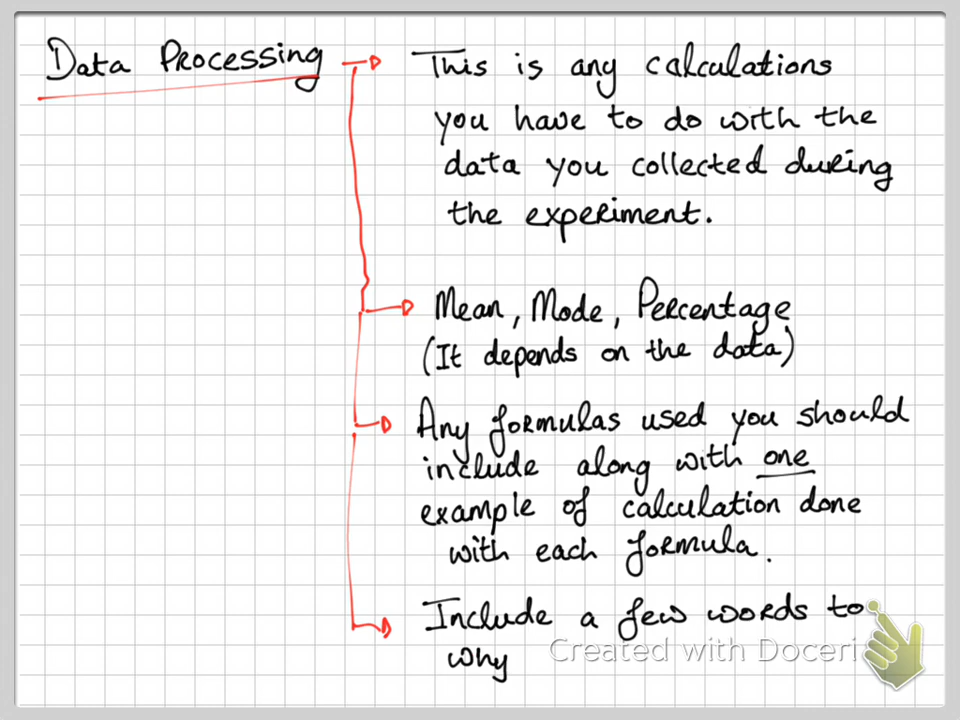 Data Processing
This is any calculations
you have to do with the
data you collected during
the experiment.
Mean, Mode, Percentage
(It depends on the data)
Any formulas used you should
include along with one
example of calculation done
with each formula.
Include a few words to
why
Created with Doceri